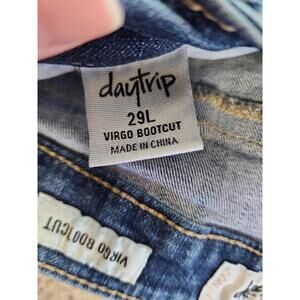 daytrip
29L
VIRGO BOOTCUT
MADE IN CHINA
VIRGO BOOTCUT